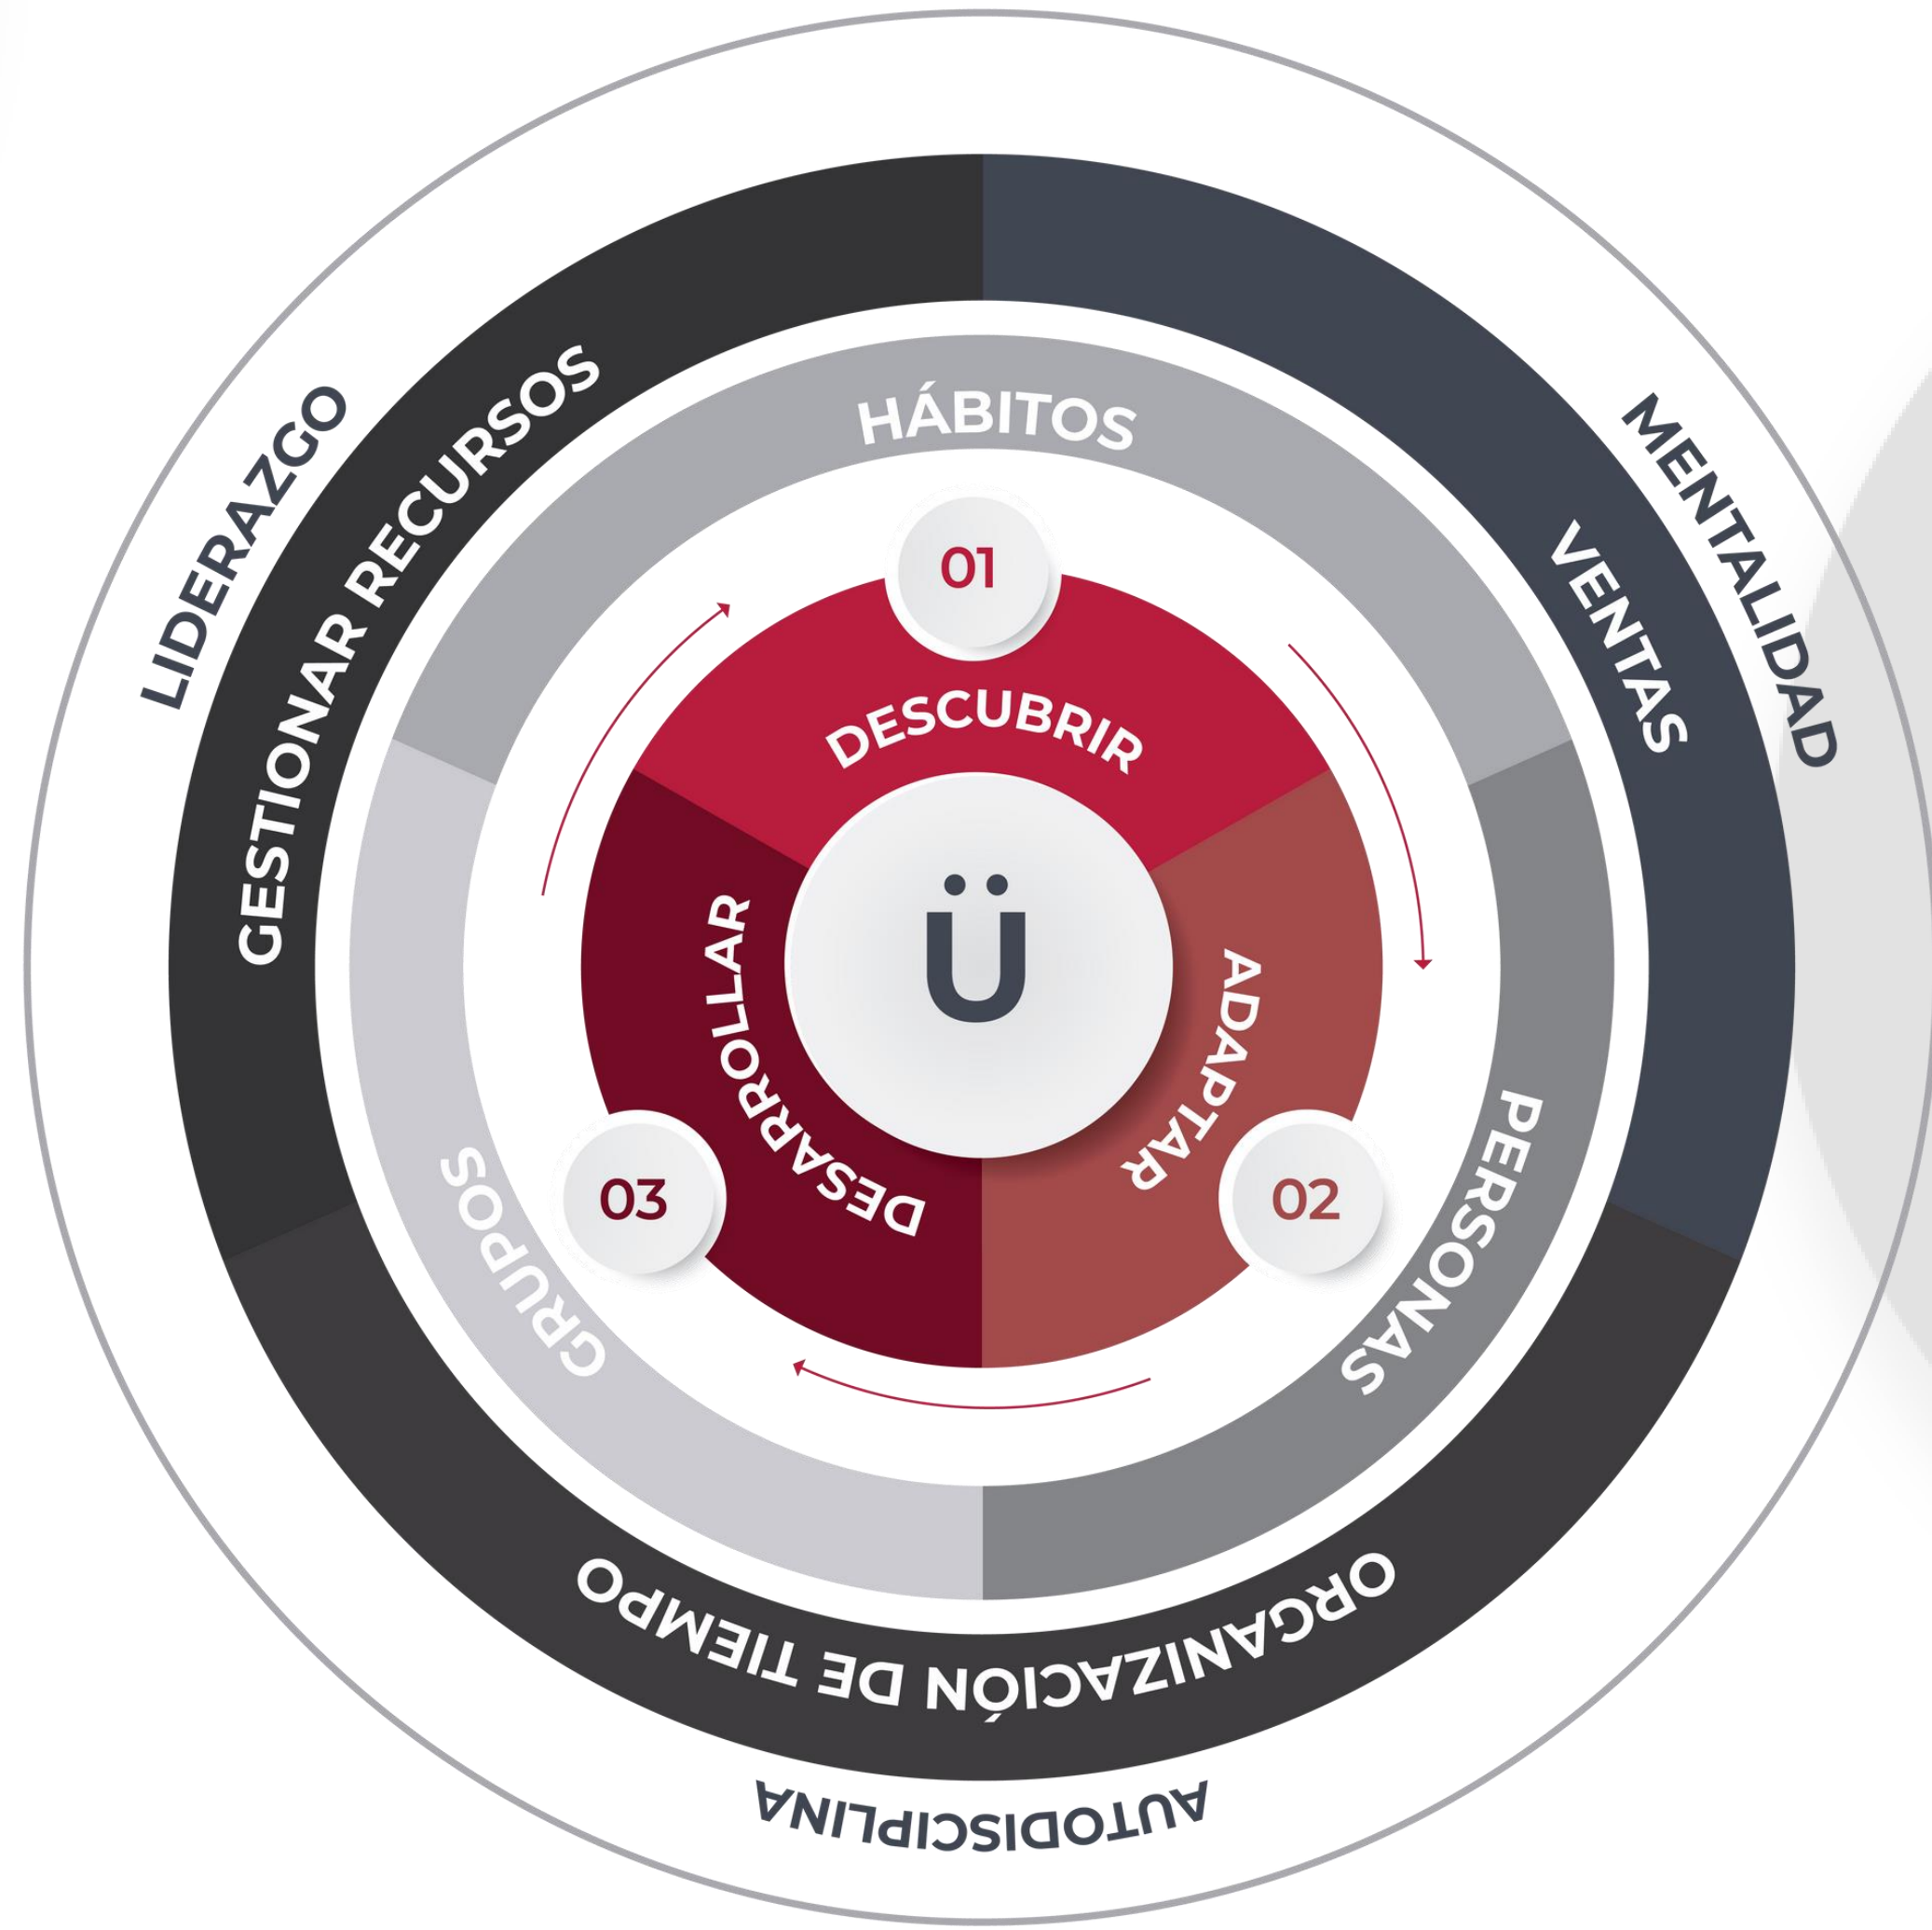 LIDERAZGO
MENTALIDAD
AUTODISCIPLINA
GESTIONAR RECURSOS
VENTAS
ORGANIZACIÓN DE TIEMPO
HÁBITOS
PERSONAS
GRUPOS
01
DESCUBRIR
02
ADAPTAR
03
DESARROLLAR
Ü